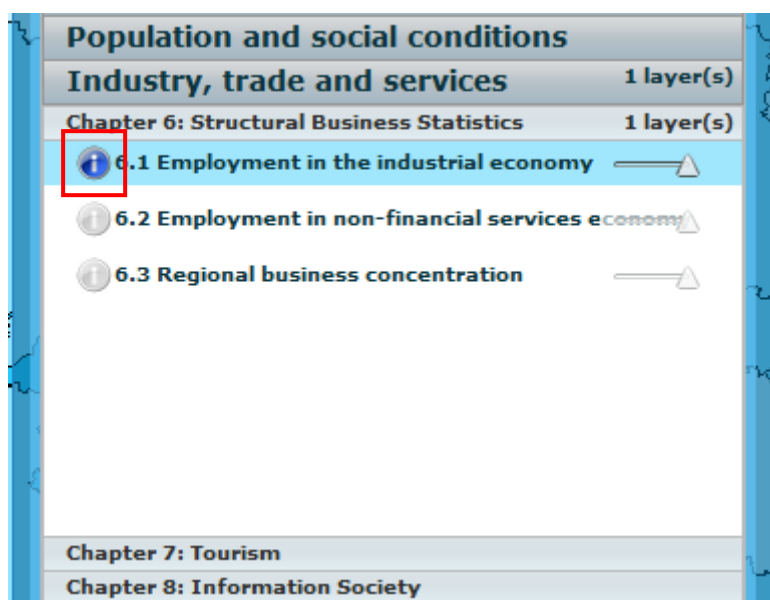 Population and social conditions
Industry, trade and services 1 layer(s)
Chapter 6: Structural Business Statistics 1 layer(s)
i 6.1 Employment in the industrial economy
i 6.2 Employment in non-financial services economy
i 6.3 Regional business concentration
Chapter 7: Tourism
Chapter 8: Information Society